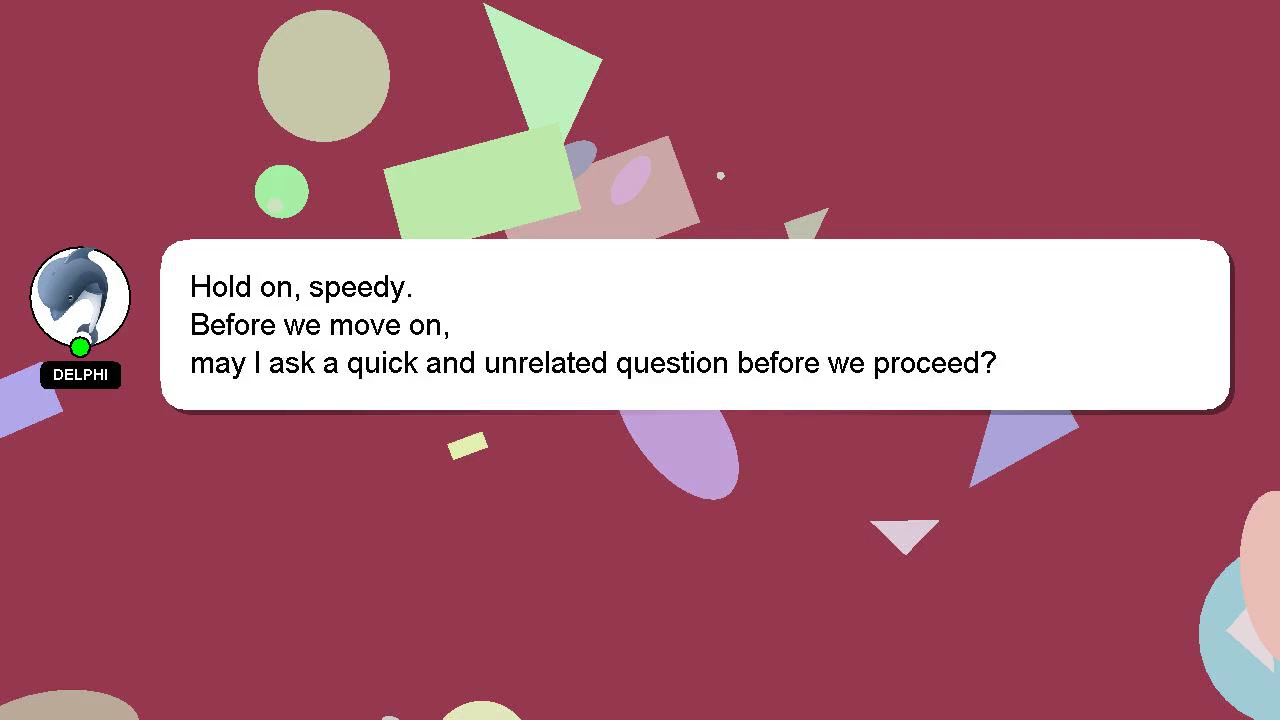 Hold on, speedy.
Before we move on,
may I ask a quick and unrelated question before we proceed?
DELPHI